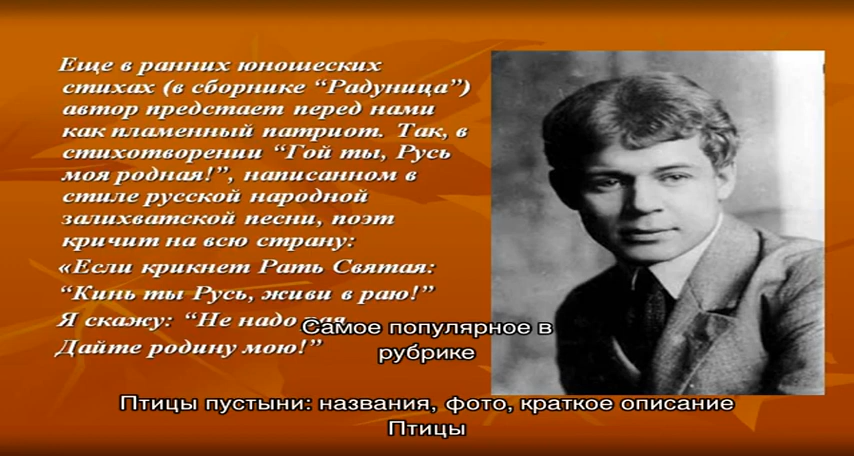 Еще в ранних юношеских
стихах (в сборнике “Радуница”)
автор предстает перед нами
как пламенный патриот. Так, в
стихотворении “Гой ты, Русь
моя родная!”, написанном в
стиле русской народной
залихватской песни, поэт
кричит на всю страну:
«Если крикнет Рать Святая:
“Кинь ты Русь, живи в раю!”
Я скажу: “Не надо рая,
Дайте родину мою!”
Самое популярное в
рубрике
Птицы пустыни: названия, фото, краткое описание
Птицы